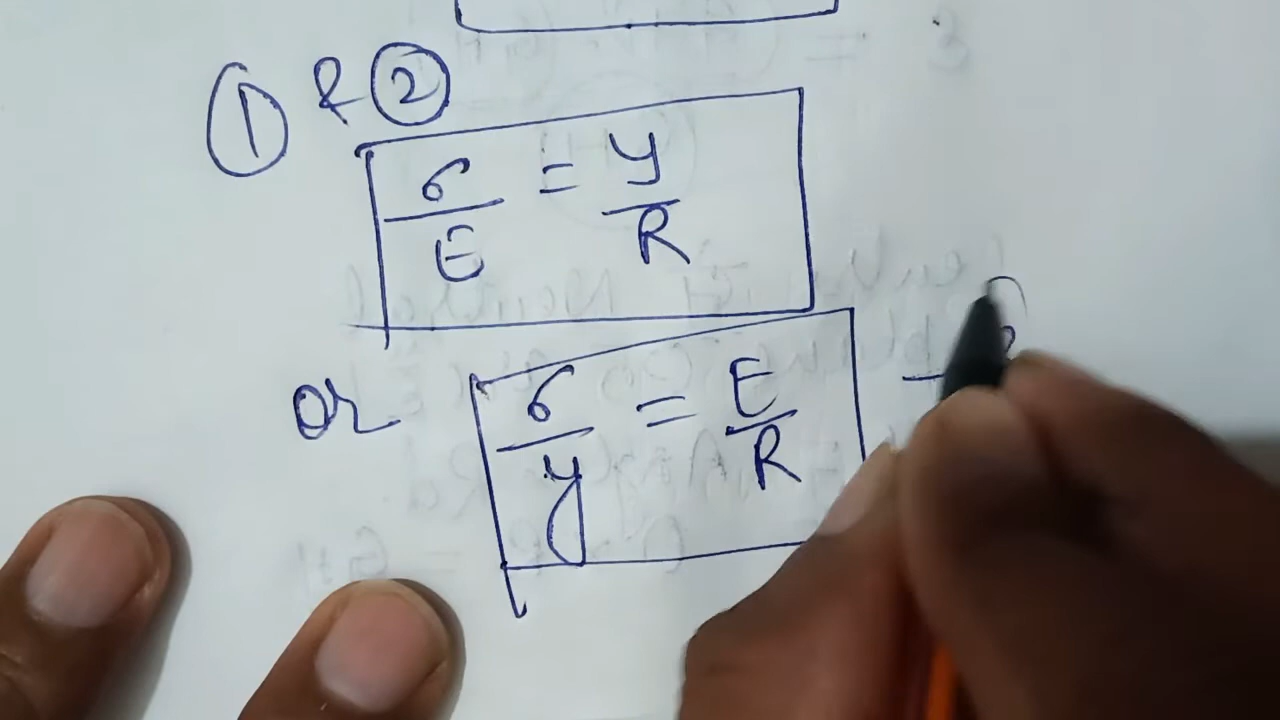 ① & ②
σ/E = y/R
or σ/y = E/R